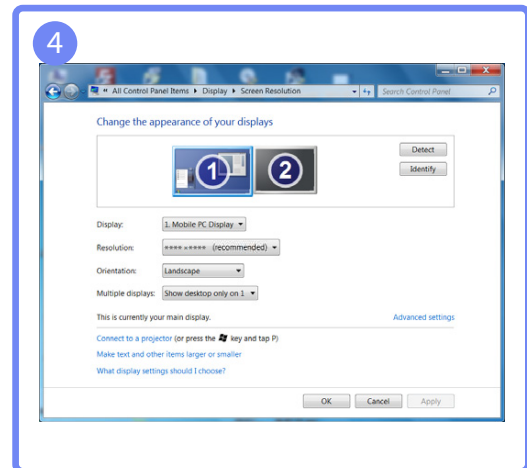 4
« All Control Panel Items ▸ Display ▸ Screen Resolution
Search Control Panel
Change the appearance of your displays
1
2
Detect
Identify
Display: 1. Mobile PC Display
Resolution: **** × **** (recommended)
Orientation: Landscape
Multiple displays: Show desktop only on 1
This is currently your main display.
Advanced settings
Connect to a projector (or press the key and tap P)
Make text and other items larger or smaller
What display settings should I choose?
OK Cancel Apply